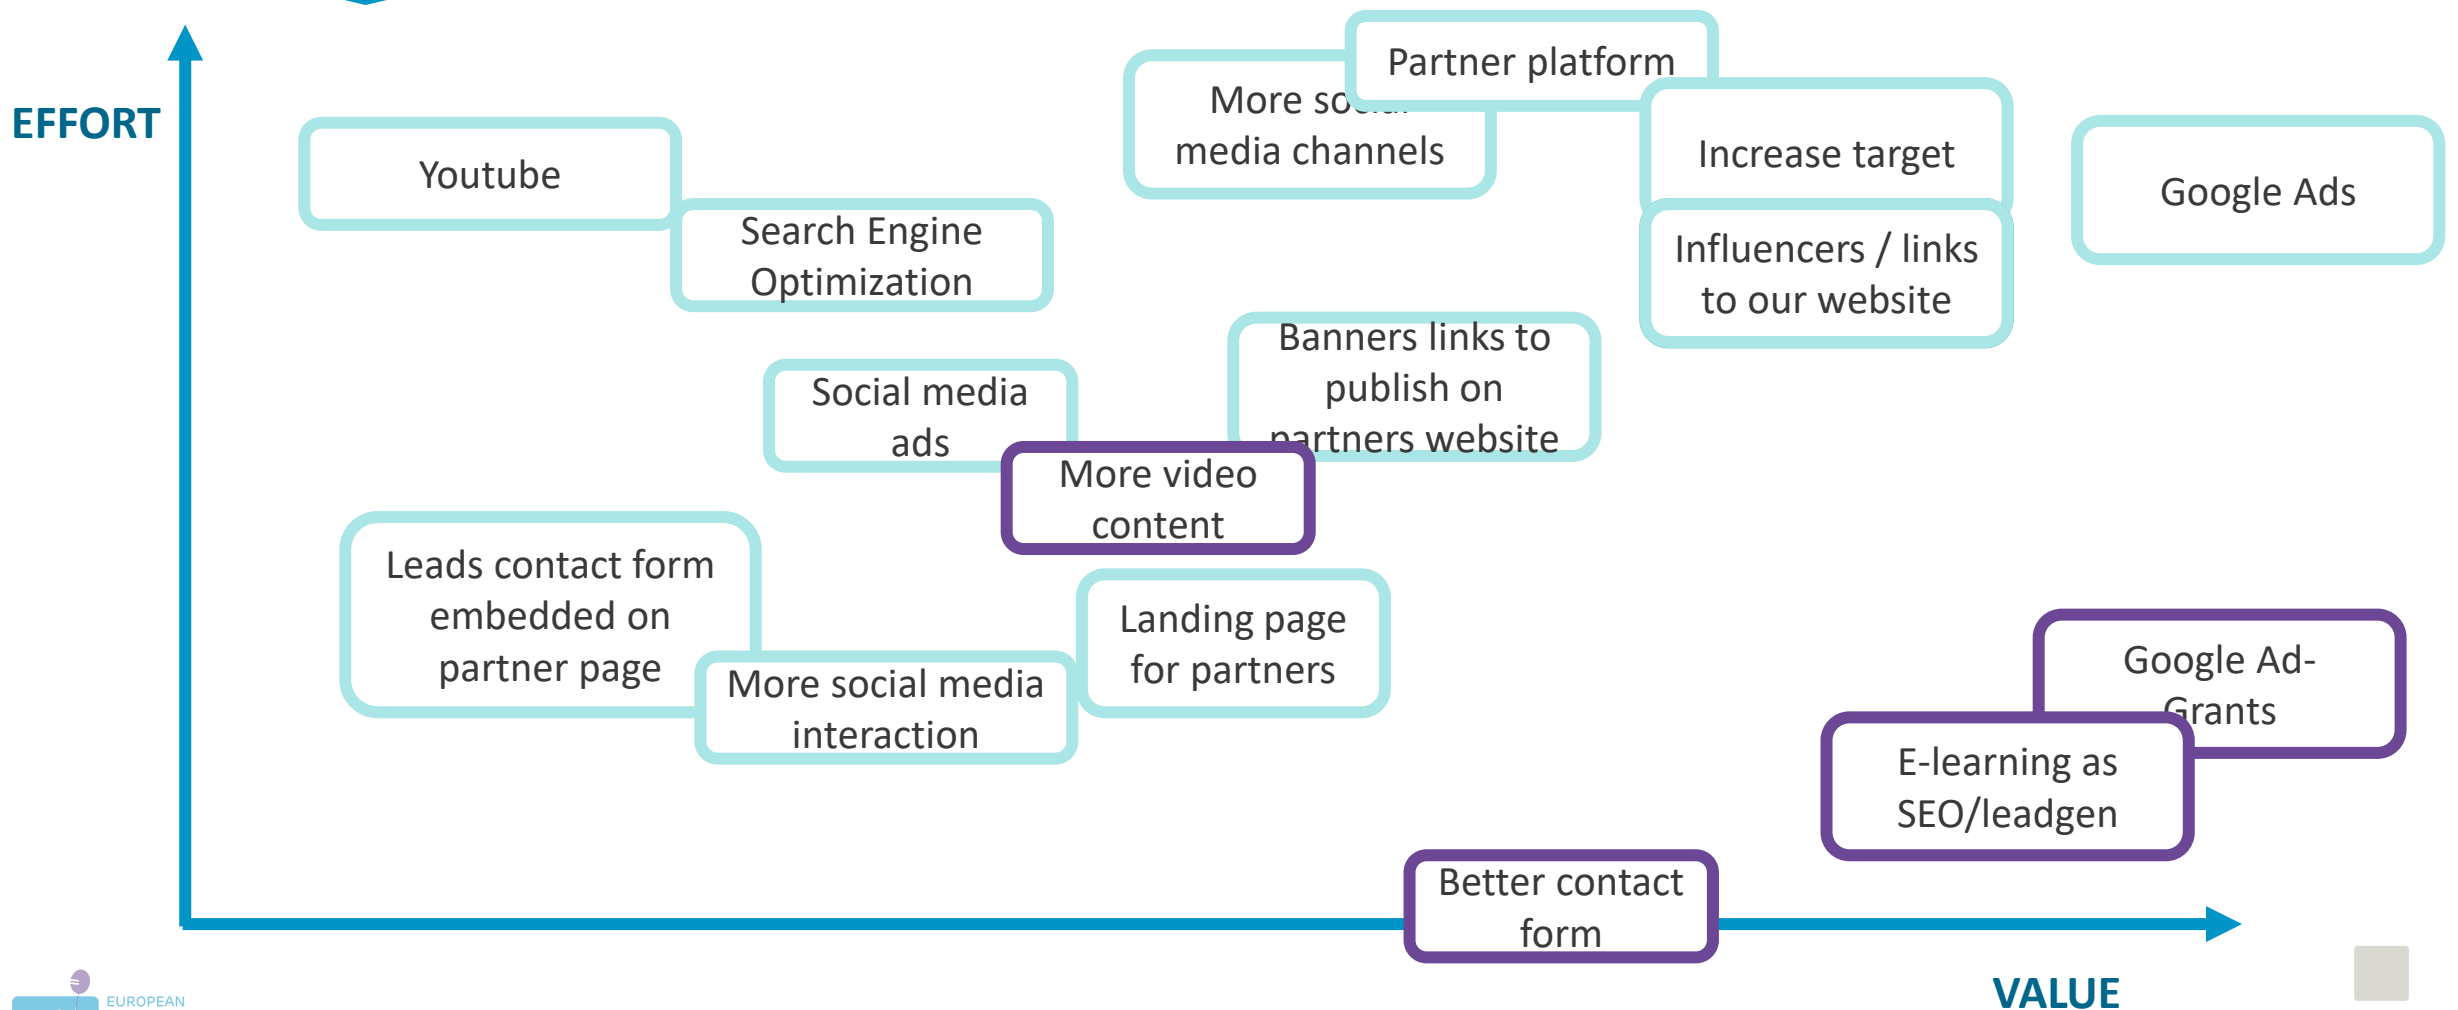 EFFORT
Youtube
Search Engine
Optimization
More social
media channels
Partner platform
Increase target
Influencers / links
to our website
Google Ads
Social media
ads
More video
content
Banners links to
publish on
partners website
Leads contact form
embedded on
partner page
More social media
interaction
Landing page
for partners
Google Ad-
Grants
E-learning as
SEO/leadgen
Better contact
form
VALUE
EUROPEAN